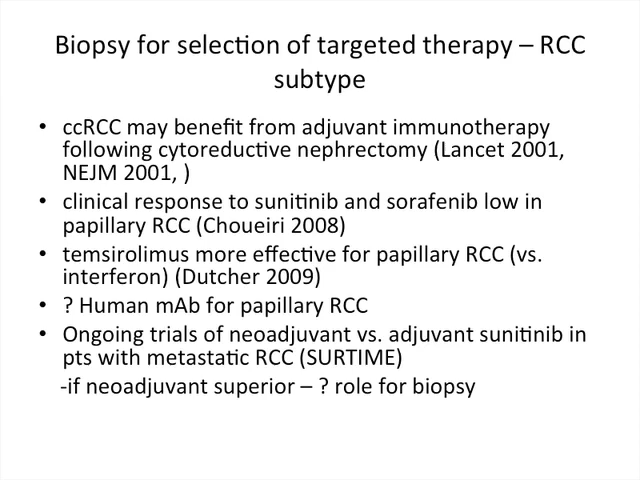 Biopsy for selection of targeted therapy – RCC
subtype
• ccRCC may benefit from adjuvant immunotherapy
following cytoreductive nephrectomy (Lancet 2001,
NEJM 2001, )
• clinical response to sunitinib and sorafenib low in
papillary RCC (Choueiri 2008)
• temsirolimus more effective for papillary RCC (vs.
interferon) (Dutcher 2009)
• ? Human mAb for papillary RCC
• Ongoing trials of neoadjuvant vs. adjuvant sunitinib in
pts with metastatic RCC (SURTIME)
-if neoadjuvant superior – ? role for biopsy